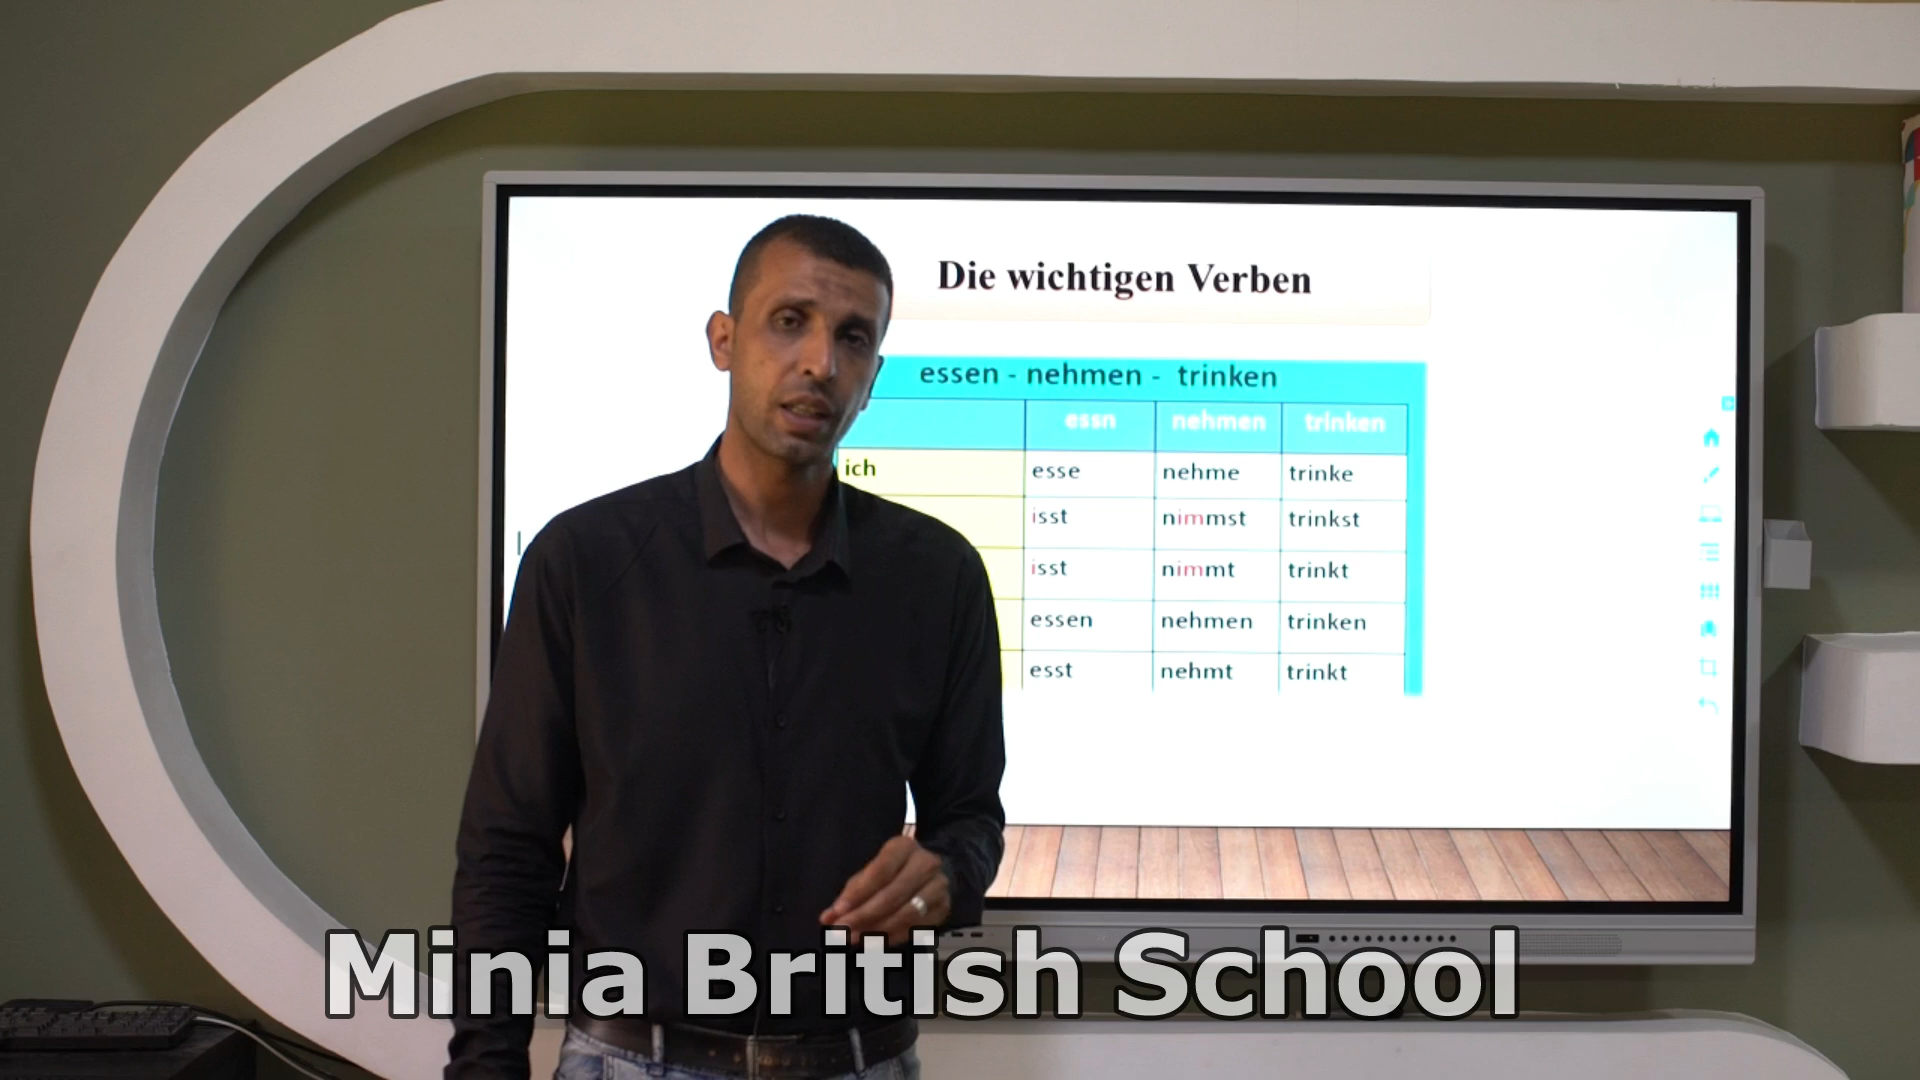 Die wichtigen Verben
essen - nehmen - trinken
essn nehmen trinken
ich esse nehme trinke
isst nimmst trinkst
isst nimmt trinkt
essen nehmen trinken
esst nehmt trinkt
Minia British School